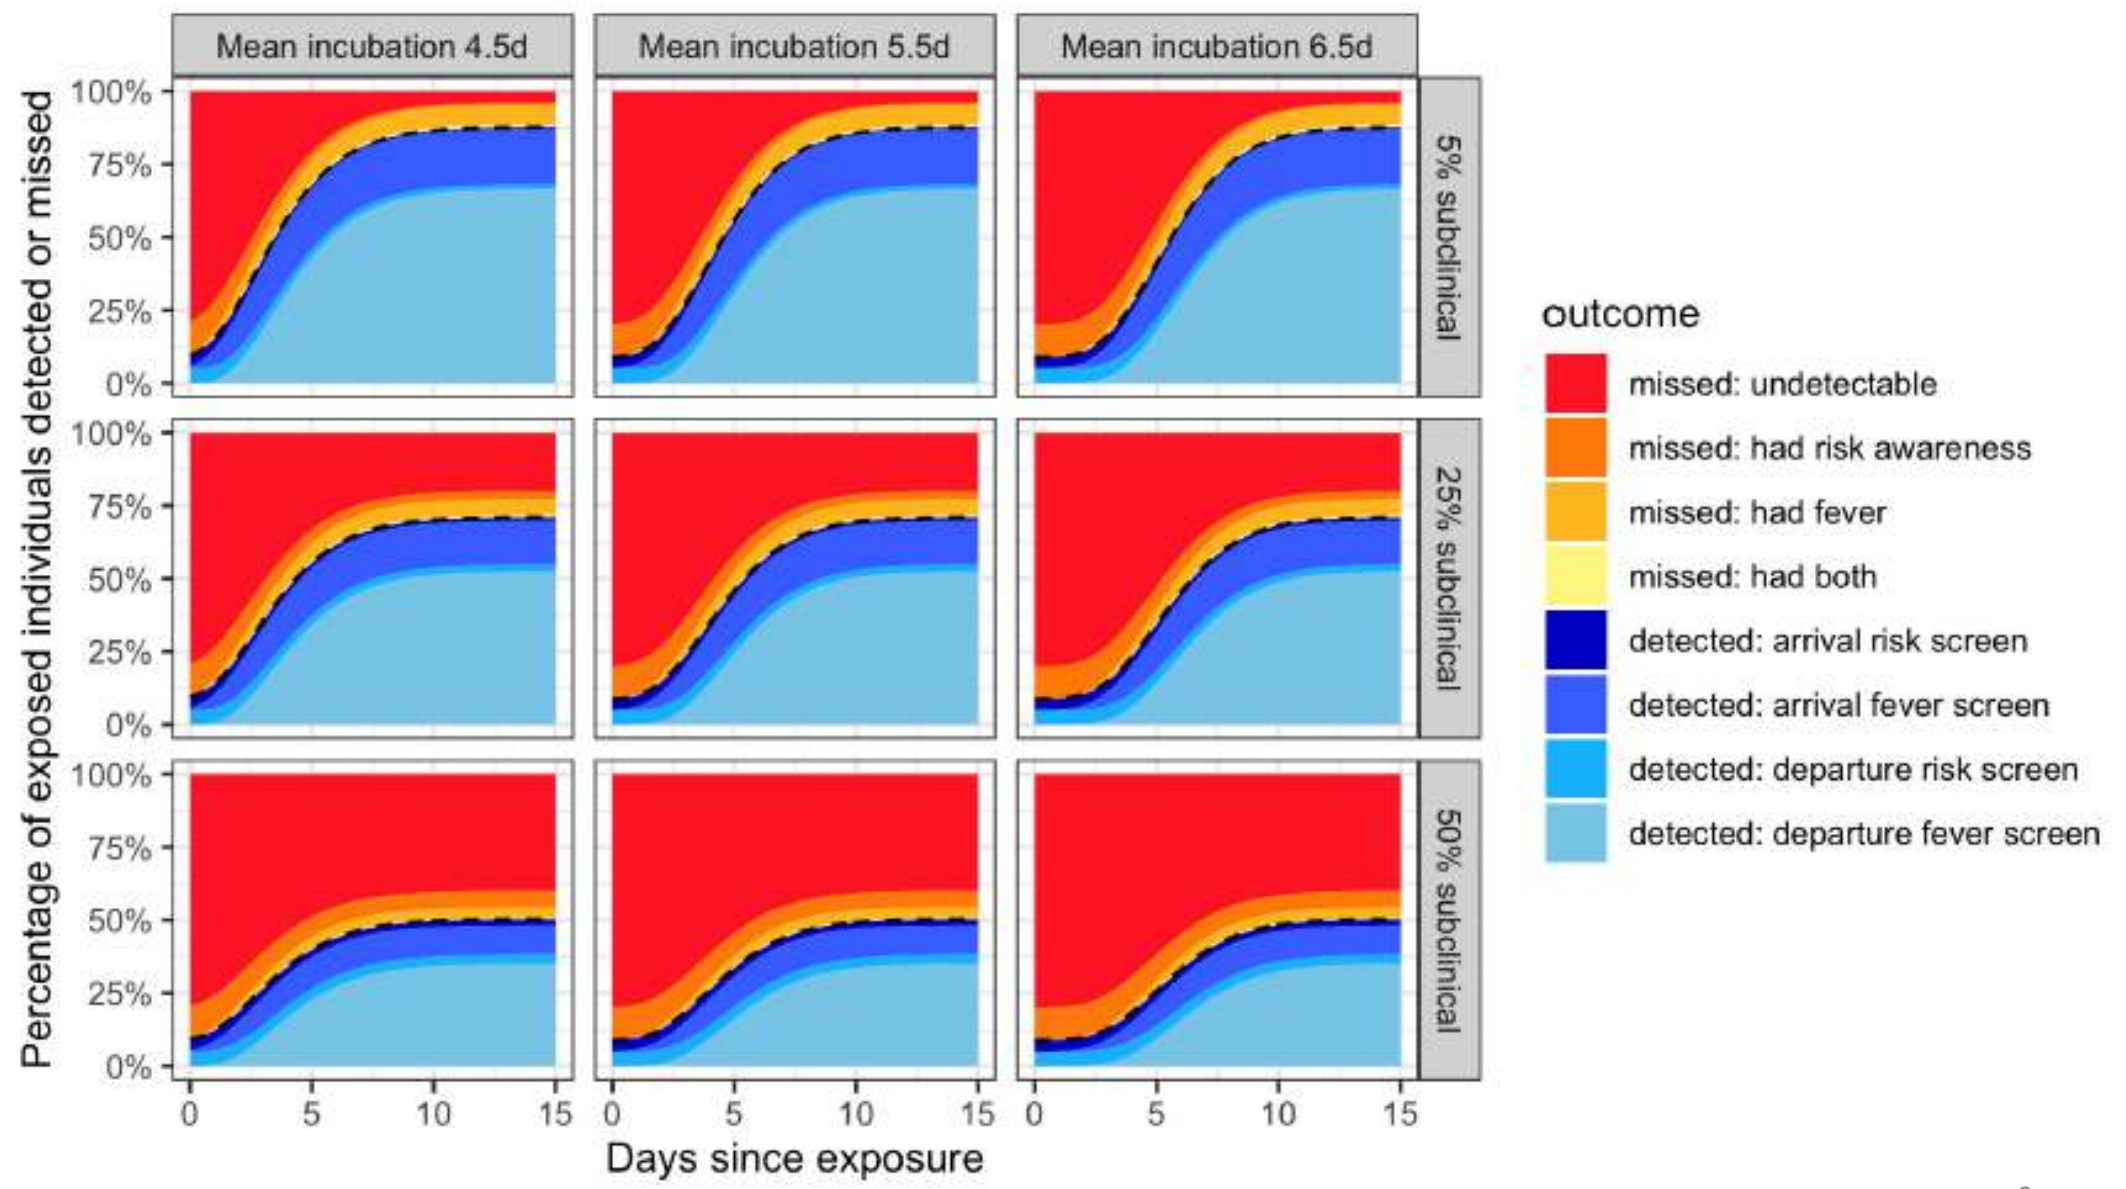 Mean incubation 4.5d
Mean incubation 5.5d
Mean incubation 6.5d
Percentage of exposed individuals detected or missed
100%
75%
50%
25%
0%
5% subclinical
100%
75%
50%
25%
0%
25% subclinical
100%
75%
50%
25%
0%
50% subclinical
0 5 10 15
0 5 10 15
0 5 10 15
Days since exposure
outcome
missed: undetectable
missed: had risk awareness
missed: had fever
missed: had both
detected: arrival risk screen
detected: arrival fever screen
detected: departure risk screen
detected: departure fever screen